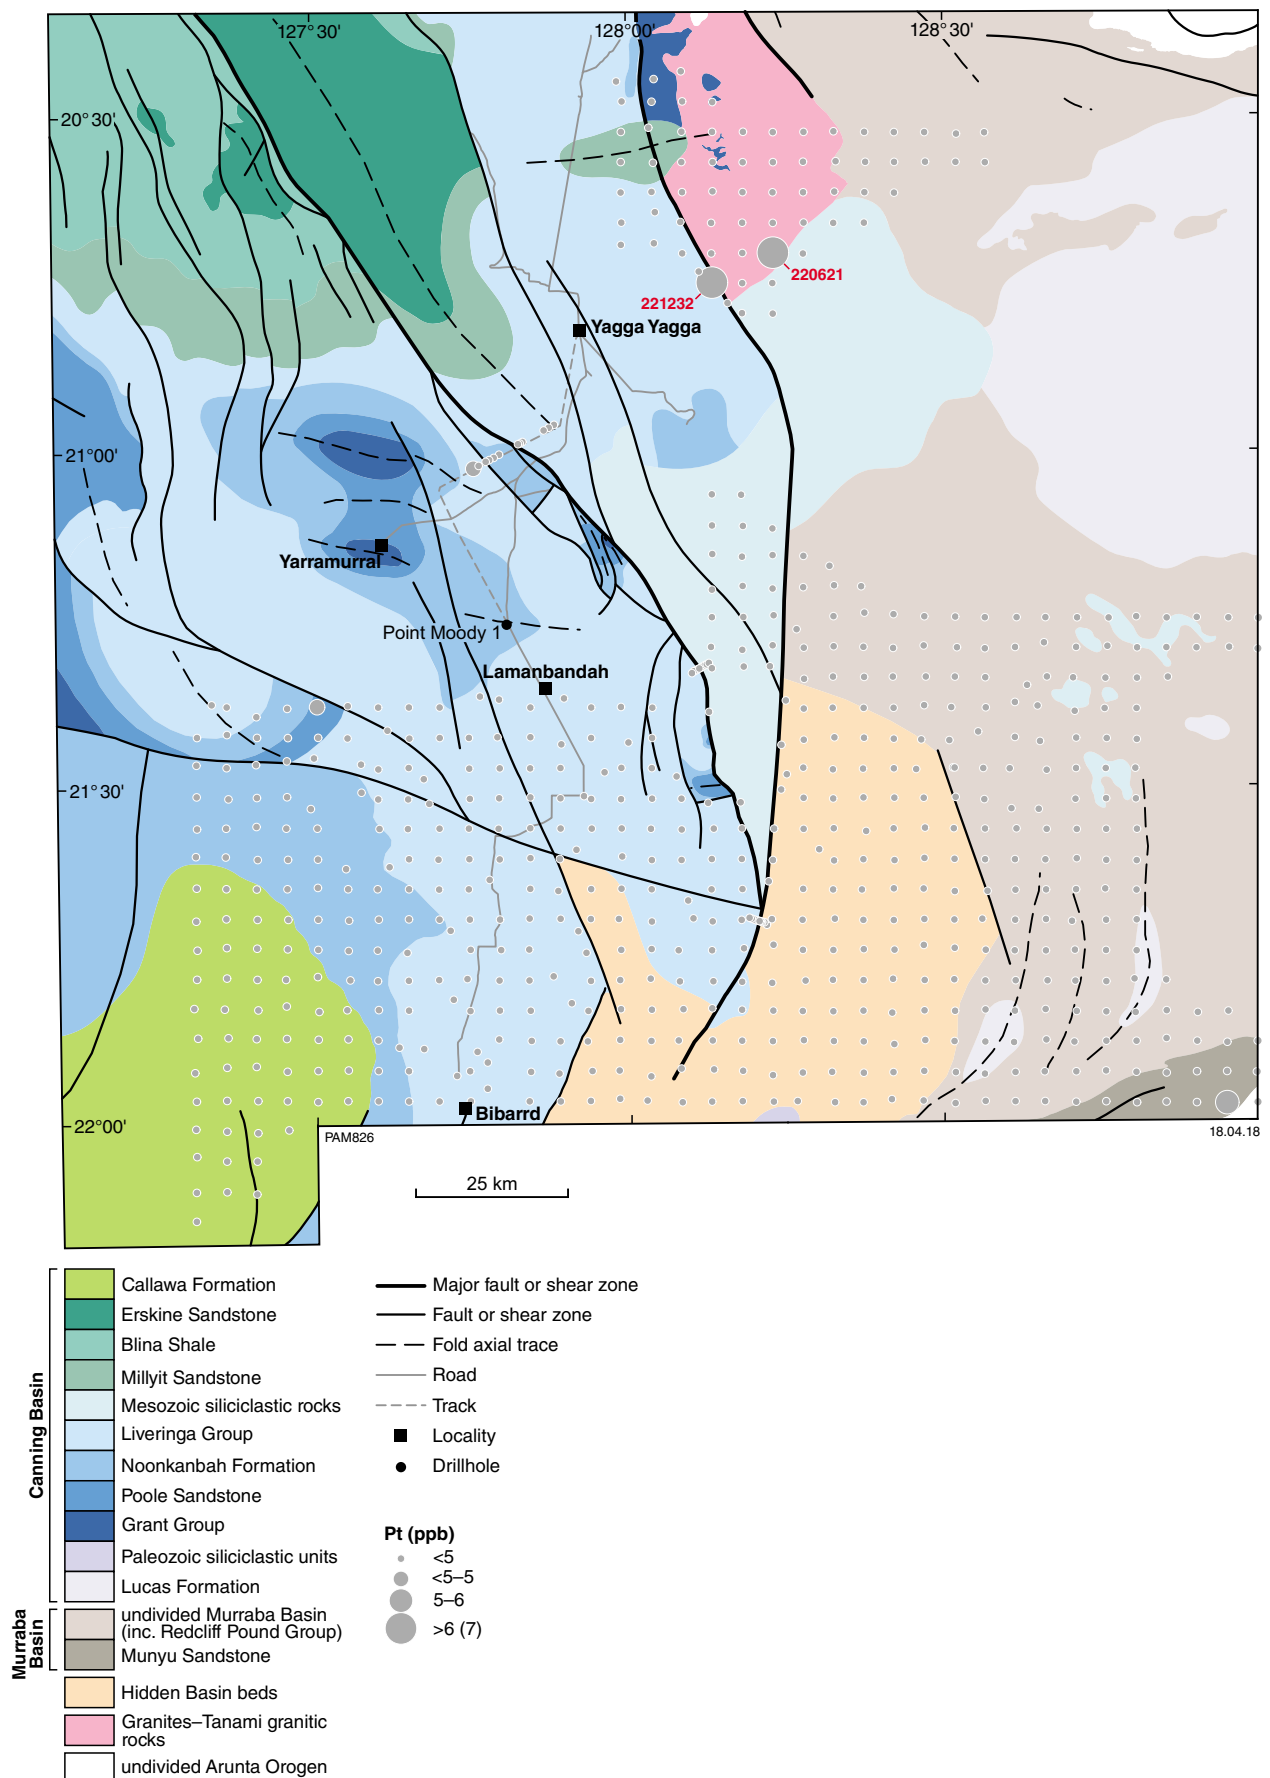 127°30'
128°00'
128°30'
20°30'
220621
221232
Yagga Yagga
21°00'
Yarramurral
Point Moody 1
Lamanbandah
21°30'
Bibarrd
22°00'
PAM826
18.04.18
25 km
Canning Basin
Callawa Formation
Erskine Sandstone
Blina Shale
Millyit Sandstone
Mesozoic siliciclastic rocks
Liveringa Group
Noonkanbah Formation
Poole Sandstone
Grant Group
Paleozoic siliciclastic units
Lucas Formation
Murraba
Basin
undivided Murraba Basin
(inc. Redcliff Pound Group)
Munyu Sandstone
Hidden Basin beds
Granites–Tanami granitic
rocks
undivided Arunta Orogen
Major fault or shear zone
Fault or shear zone
Fold axial trace
Road
Track
Locality
Drillhole
Pt (ppb)
<5
<5–5
5–6
>6 (7)